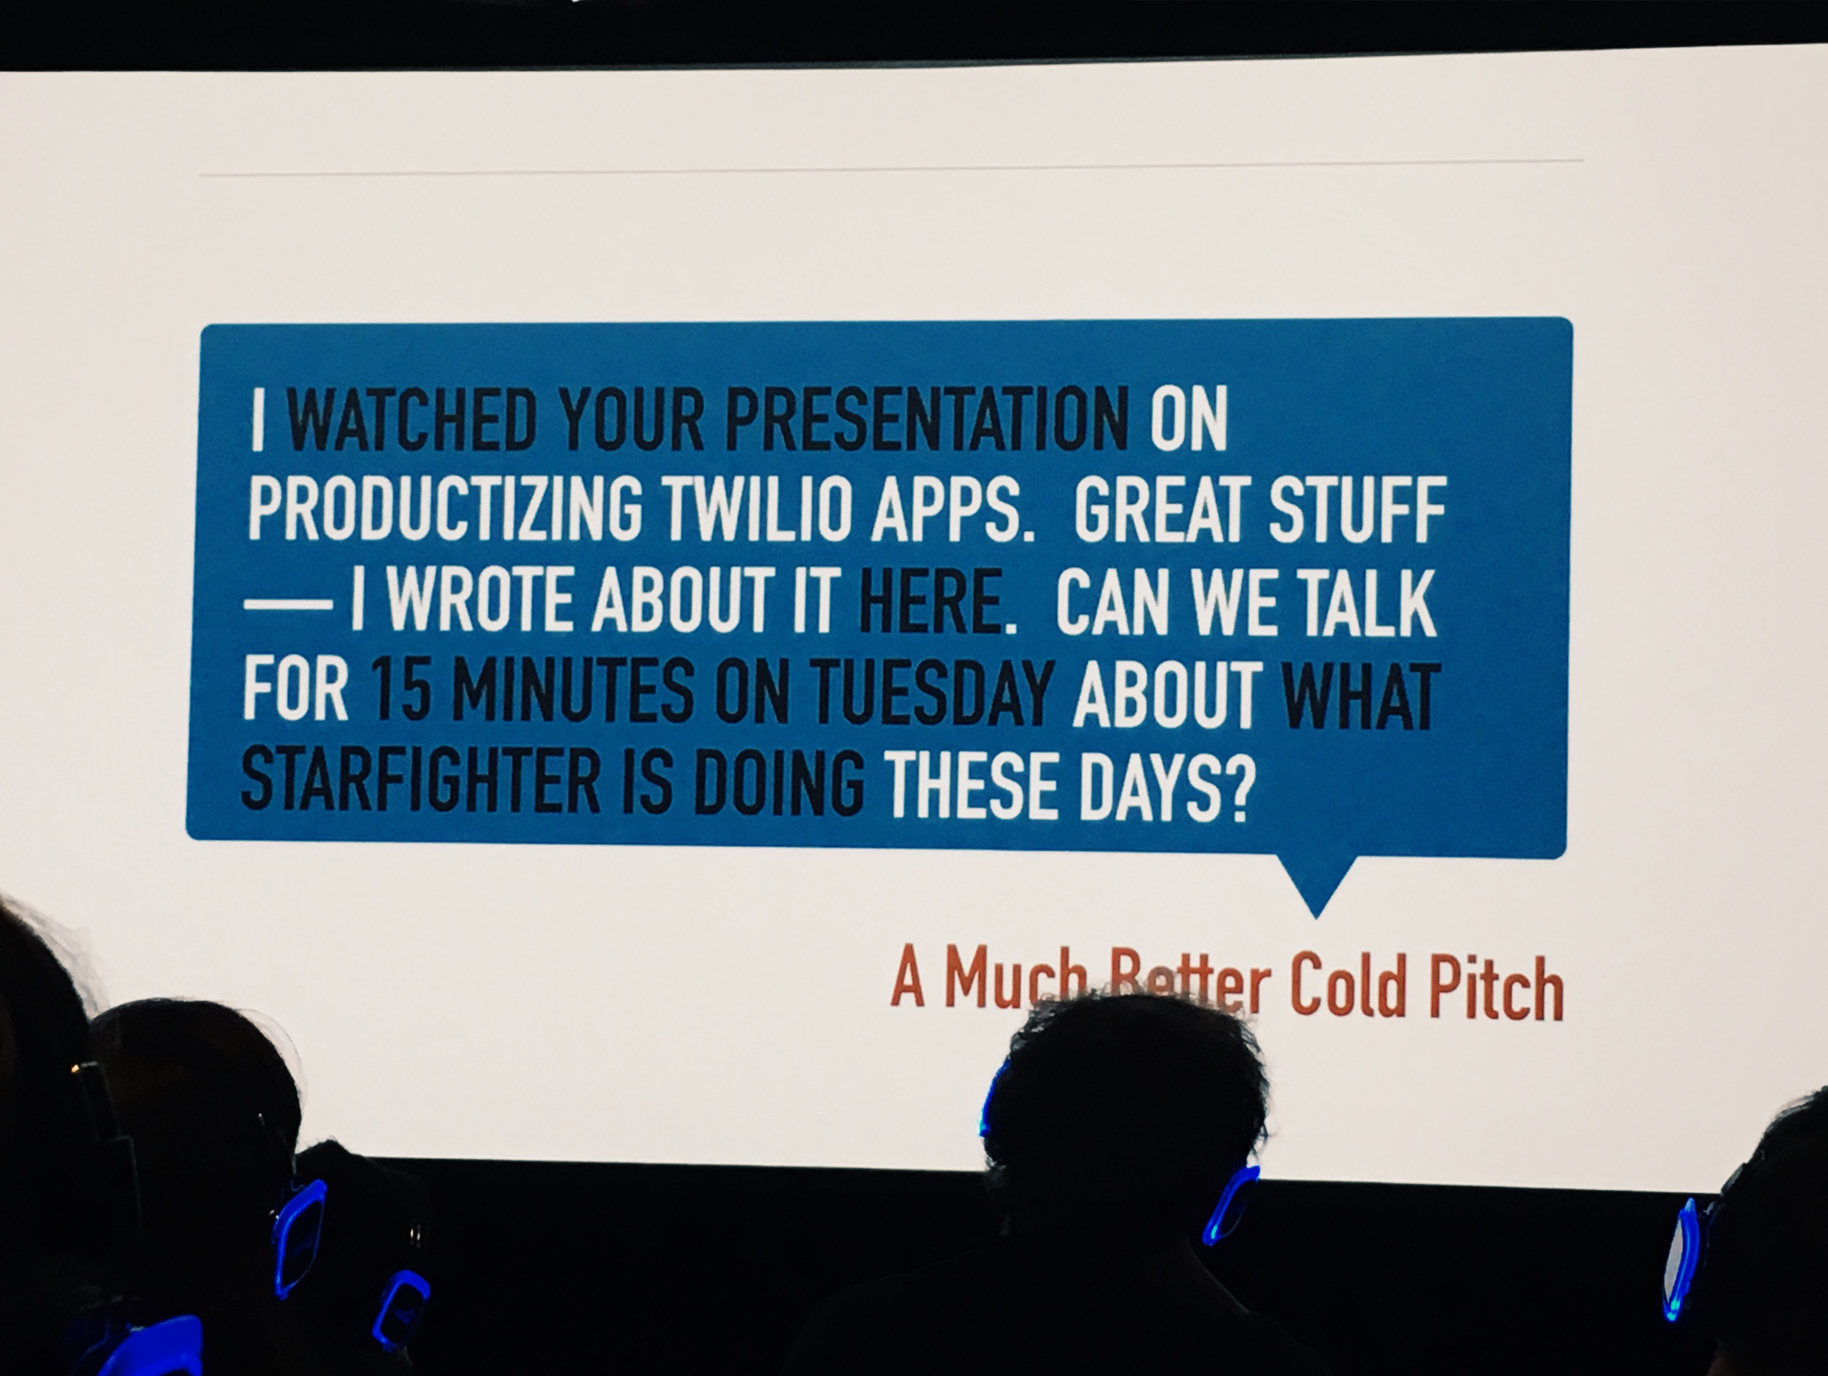 I WATCHED YOUR PRESENTATION ON
PRODUCTIZING TWILIO APPS.  GREAT STUFF
— I WROTE ABOUT IT HERE.  CAN WE TALK
FOR 15 MINUTES ON TUESDAY ABOUT WHAT
STARFIGHTER IS DOING THESE DAYS?
A Much Better Cold Pitch